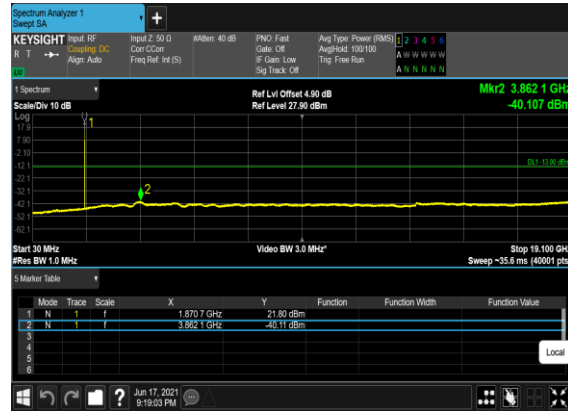 Spectrum Analyzer 1
Swept SA
+
KEYSIGHT Input: RF Input Z: 50 Ω #Atten: 40 dB PNO: Fast Avg Type: Power (RMS) 1 2 3 4 5 6
R T Coupling: DC Corr CCorr Gate: Off Avg|Hold: 100/100 A W W W W W
Align: Auto Freq Ref: Int (S) IF Gain: Low Trig: Free Run
LW Sig Track: Off A N N N N N
1 Spectrum Ref Lvl Offset 4.90 dB Mkr2 3.862 1 GHz
Scale/Div 10 dB Ref Level 27.90 dBm -40.107 dBm
Log
17.9
7.90
-2.10
-12.1
-22.1
-32.1
-42.1
-52.1
-62.1
1
2
DL1 -13.00 dBm
Start 30 MHz Video BW 3.0 MHz* Stop 19.100 GHz
#Res BW 1.0 MHz Sweep ~35.6 ms (40001 pts)
5 Marker Table
Mode Trace Scale X Y Function Function Width Function Value
1 N 1 f 1.870 7 GHz 21.80 dBm
2 N 1 f 3.862 1 GHz -40.11 dBm
3
4
5
6
Local
? Jun 17, 2021
9:19:03 PM